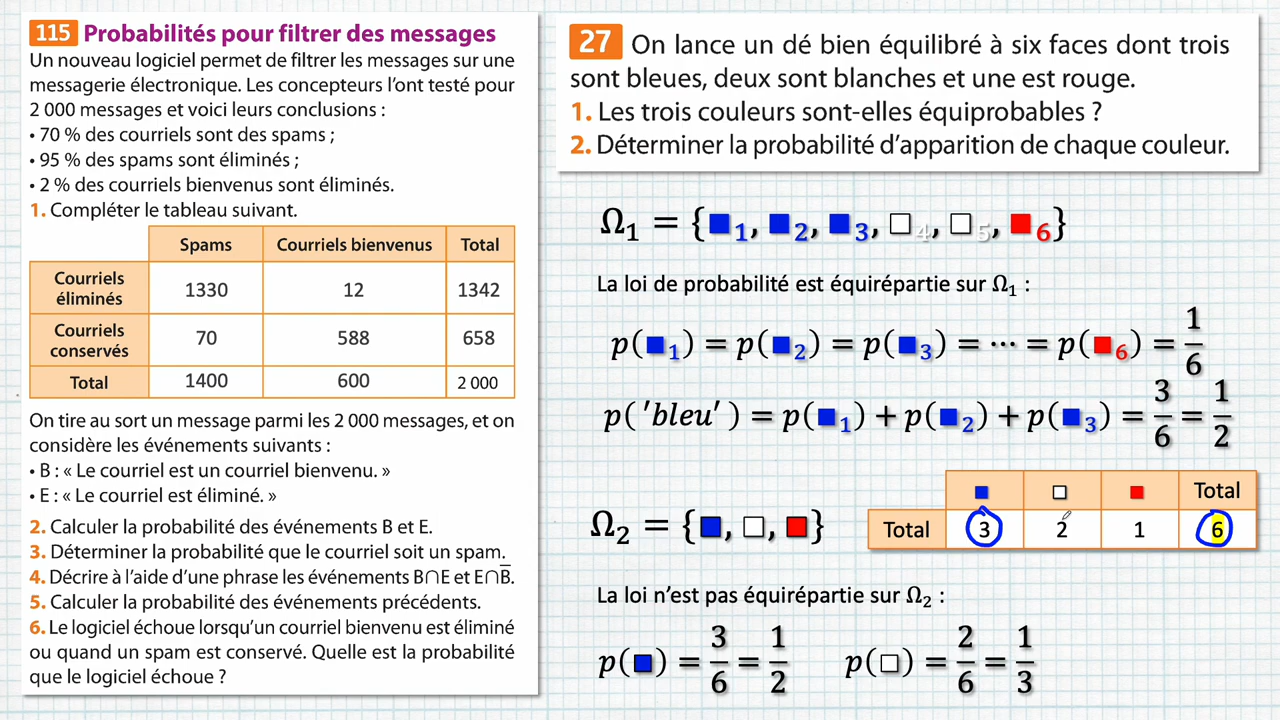 115 Probabilités pour filtrer des messages
Un nouveau logiciel permet de filtrer les messages sur une
messagerie électronique. Les concepteurs l'ont testé pour
2 000 messages et voici leurs conclusions :
• 70 % des courriels sont des spams ;
• 95 % des spams sont éliminés ;
• 2 % des courriels bienvenus sont éliminés.
1. Compléter le tableau suivant.
Spams Courriels bienvenus Total
Courriels
éliminés 1330 12 1342
Courriels
conservés 70 588 658
Total 1400 600 2 000
On tire au sort un message parmi les 2 000 messages, et on
considère les événements suivants :
• B : « Le courriel est un courriel bienvenu. »
• E : « Le courriel est éliminé. »
2. Calculer la probabilité des événements B et E.
3. Déterminer la probabilité que le courriel soit un spam.
4. Décrire à l'aide d'une phrase les événements B∩E et E∩B̅.
5. Calculer la probabilité des événements précédents.
6. Le logiciel échoue lorsqu'un courriel bienvenu est éliminé
ou quand un spam est conservé. Quelle est la probabilité
que le logiciel échoue ?
27 On lance un dé bien équilibré à six faces dont trois
sont bleues, deux sont blanches et une est rouge.
1. Les trois couleurs sont-elles équiprobables ?
2. Déterminer la probabilité d'apparition de chaque couleur.
Ω₁ = {■₁, ■₂, ■₃, □₄, □₅, ■₆}
La loi de probabilité est équirépartie sur Ω₁ :
p(■₁) = p(■₂) = p(■₃) = ⋯ = p(■₆) = 1/6
p('bleu') = p(■₁) + p(■₂) + p(■₃) = 3/6 = 1/2
■ □ ■ Total
Total 3 2 1 6
Ω₂ = {■, □, ■}
La loi n'est pas équirépartie sur Ω₂ :
p(■) = 3/6 = 1/2 p(□) = 2/6 = 1/3